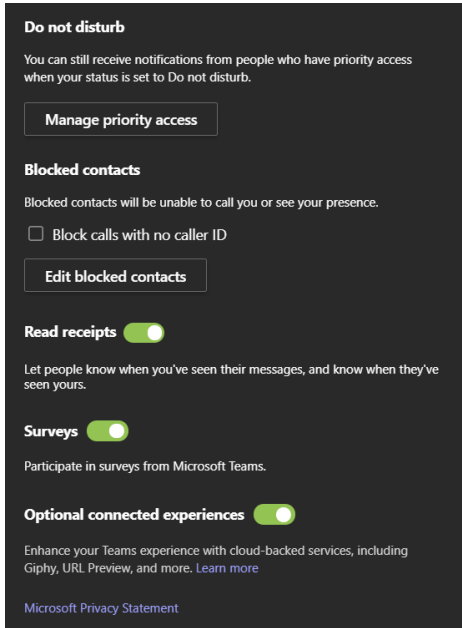 Do not disturb
You can still receive notifications from people who have priority access
when your status is set to Do not disturb.
Manage priority access
Blocked contacts
Blocked contacts will be unable to call you or see your presence.
Block calls with no caller ID
Edit blocked contacts
Read receipts
Let people know when you've seen their messages, and know when they've
seen yours.
Surveys
Participate in surveys from Microsoft Teams.
Optional connected experiences
Enhance your Teams experience with cloud-backed services, including
Giphy, URL Preview, and more. Learn more
Microsoft Privacy Statement